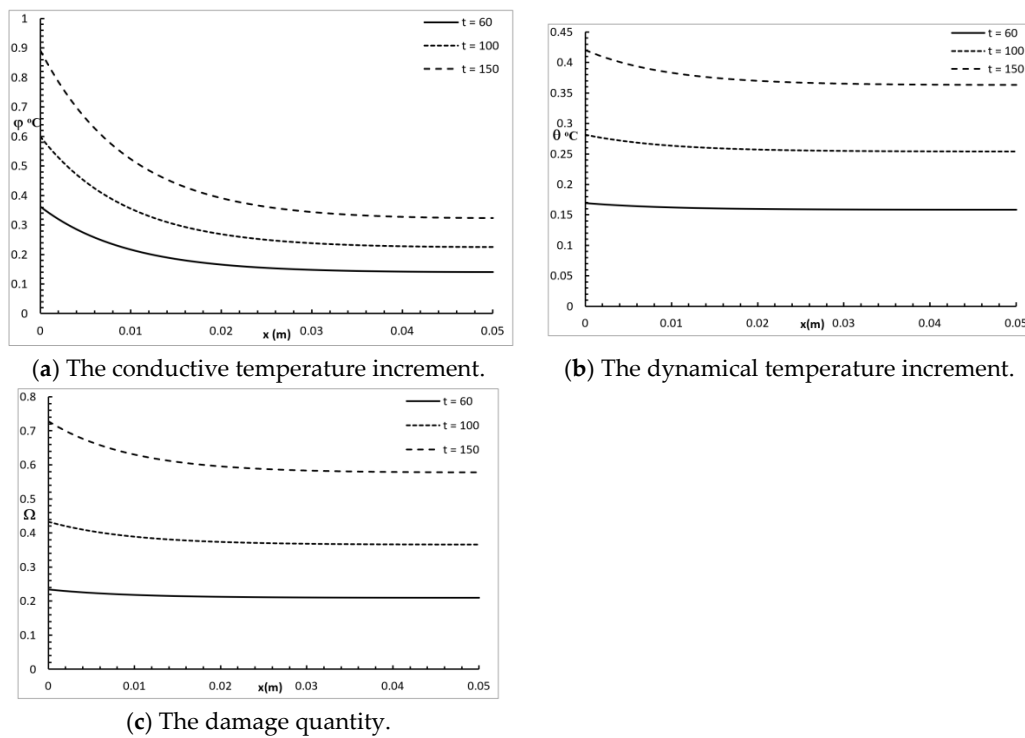 1
0.9
0.8
0.7
φ ºC
0.6
0.5
0.4
0.3
0.2
0.1
0
0
0.01
0.02
0.03
0.04
0.05
x (m)
t = 60
t = 100
t = 150
(a) The conductive temperature increment.
0.45
0.4
0.35
0.3
θ ºC
0.25
0.2
0.15
0.1
0.05
0
0
0.01
0.02
0.03
0.04
0.05
x(m)
t = 60
t = 100
t = 150
(b) The dynamical temperature increment.
0.8
0.7
0.6
0.5
Ω
0.4
0.3
0.2
0.1
0
0
0.01
0.02
0.03
0.04
0.05
x(m)
t = 60
t = 100
t = 150
(c) The damage quantity.